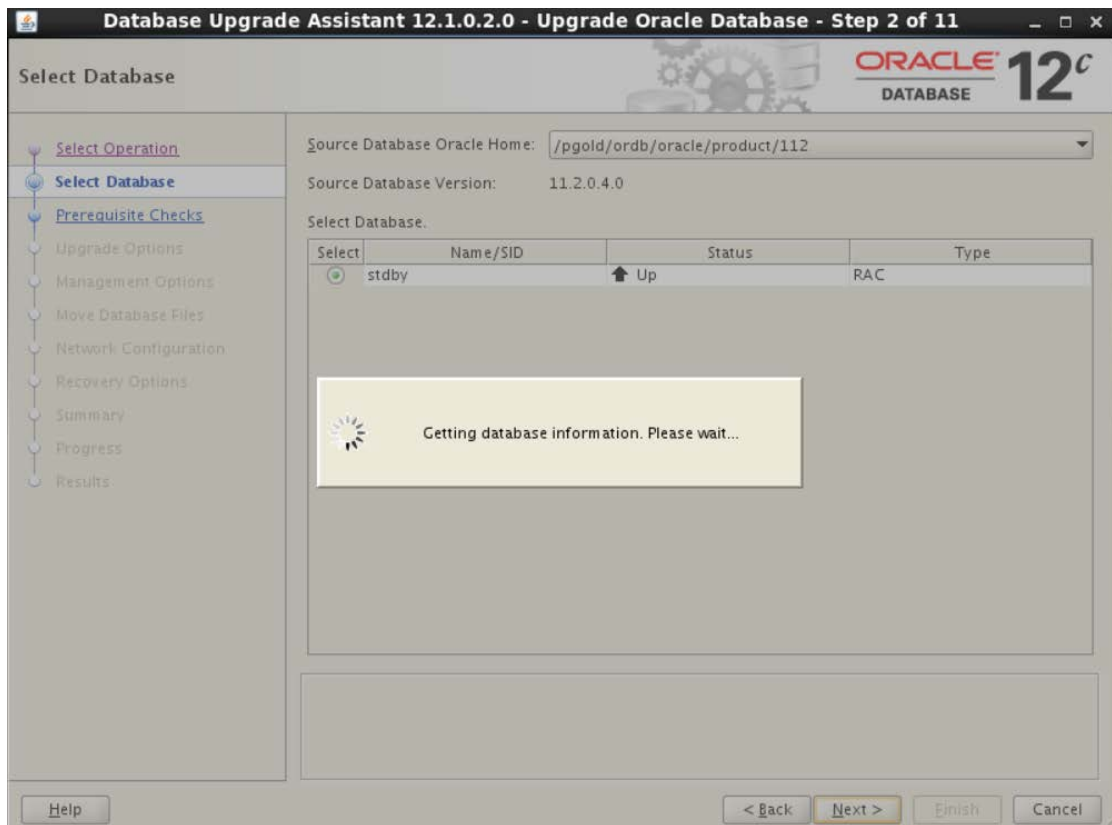 Database Upgrade Assistant 12.1.0.2.0 - Upgrade Oracle Database - Step 2 of 11
Select Database
ORACLE
DATABASE
12c
Select Operation
Select Database
Prerequisite Checks
Upgrade Options
Management Options
Move Database Files
Network Configuration
Recovery Options
Summary
Progress
Results
Source Database Oracle Home: /pgold/ordb/oracle/product/112
Source Database Version: 11.2.0.4.0
Select Database.
Select Name/SID Status Type
stdby Up RAC
Getting database information. Please wait...
Help < Back Next > Finish Cancel